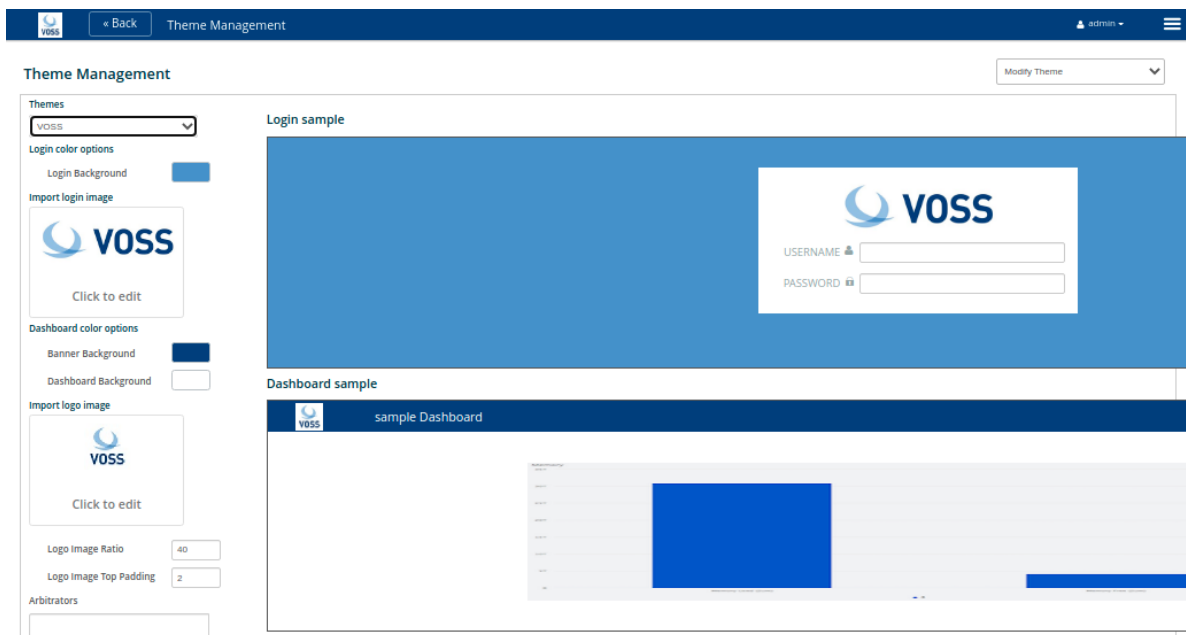 VOSS
« Back
Theme Management
admin
Theme Management
Modify Theme
Themes
VOSS
Login color options
Login Background
Import login image
VOSS
Click to edit
Dashboard color options
Banner Background
Dashboard Background
Import logo image
VOSS
Click to edit
Logo Image Ratio
40
Logo Image Top Padding
2
Arbitrators
Login sample
VOSS
USERNAME
PASSWORD
Dashboard sample
VOSS
sample Dashboard